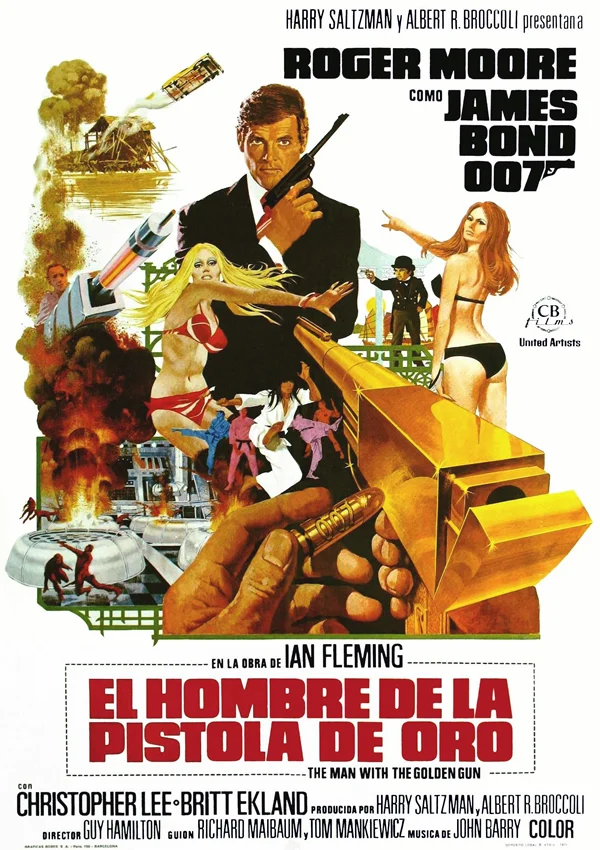 HARRY SALTZMAN y ALBERT R. BROCCOLI presentan a
ROGER MOORE
COMO JAMES
BOND
007
CB
films
United Artists
EN LA OBRA DE IAN FLEMING
EL HOMBRE DE LA
PISTOLA DE ORO
THE MAN WITH THE GOLDEN GUN
con
CHRISTOPHER LEE • BRITT EKLAND PRODUCIDA POR HARRY SALTZMAN y ALBERT R. BROCCOLI
DIRECTOR GUY HAMILTON GUION RICHARD MAIBAUM y TOM MANKIEWICZ MUSICA DE JOHN BARRY COLOR